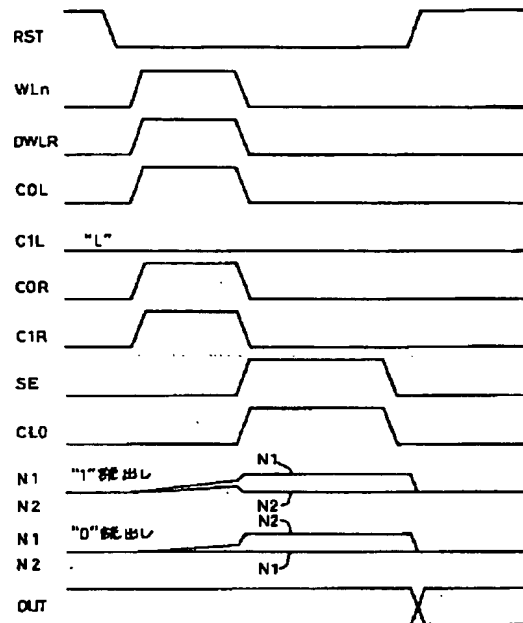 RST
WLn
DWLR
C0L
C1L "L"
C0R
C1R
SE
CL0
N1 "1"読出し N1
N2 N2
N1 "0"読出し N2
N2 N1
OUT